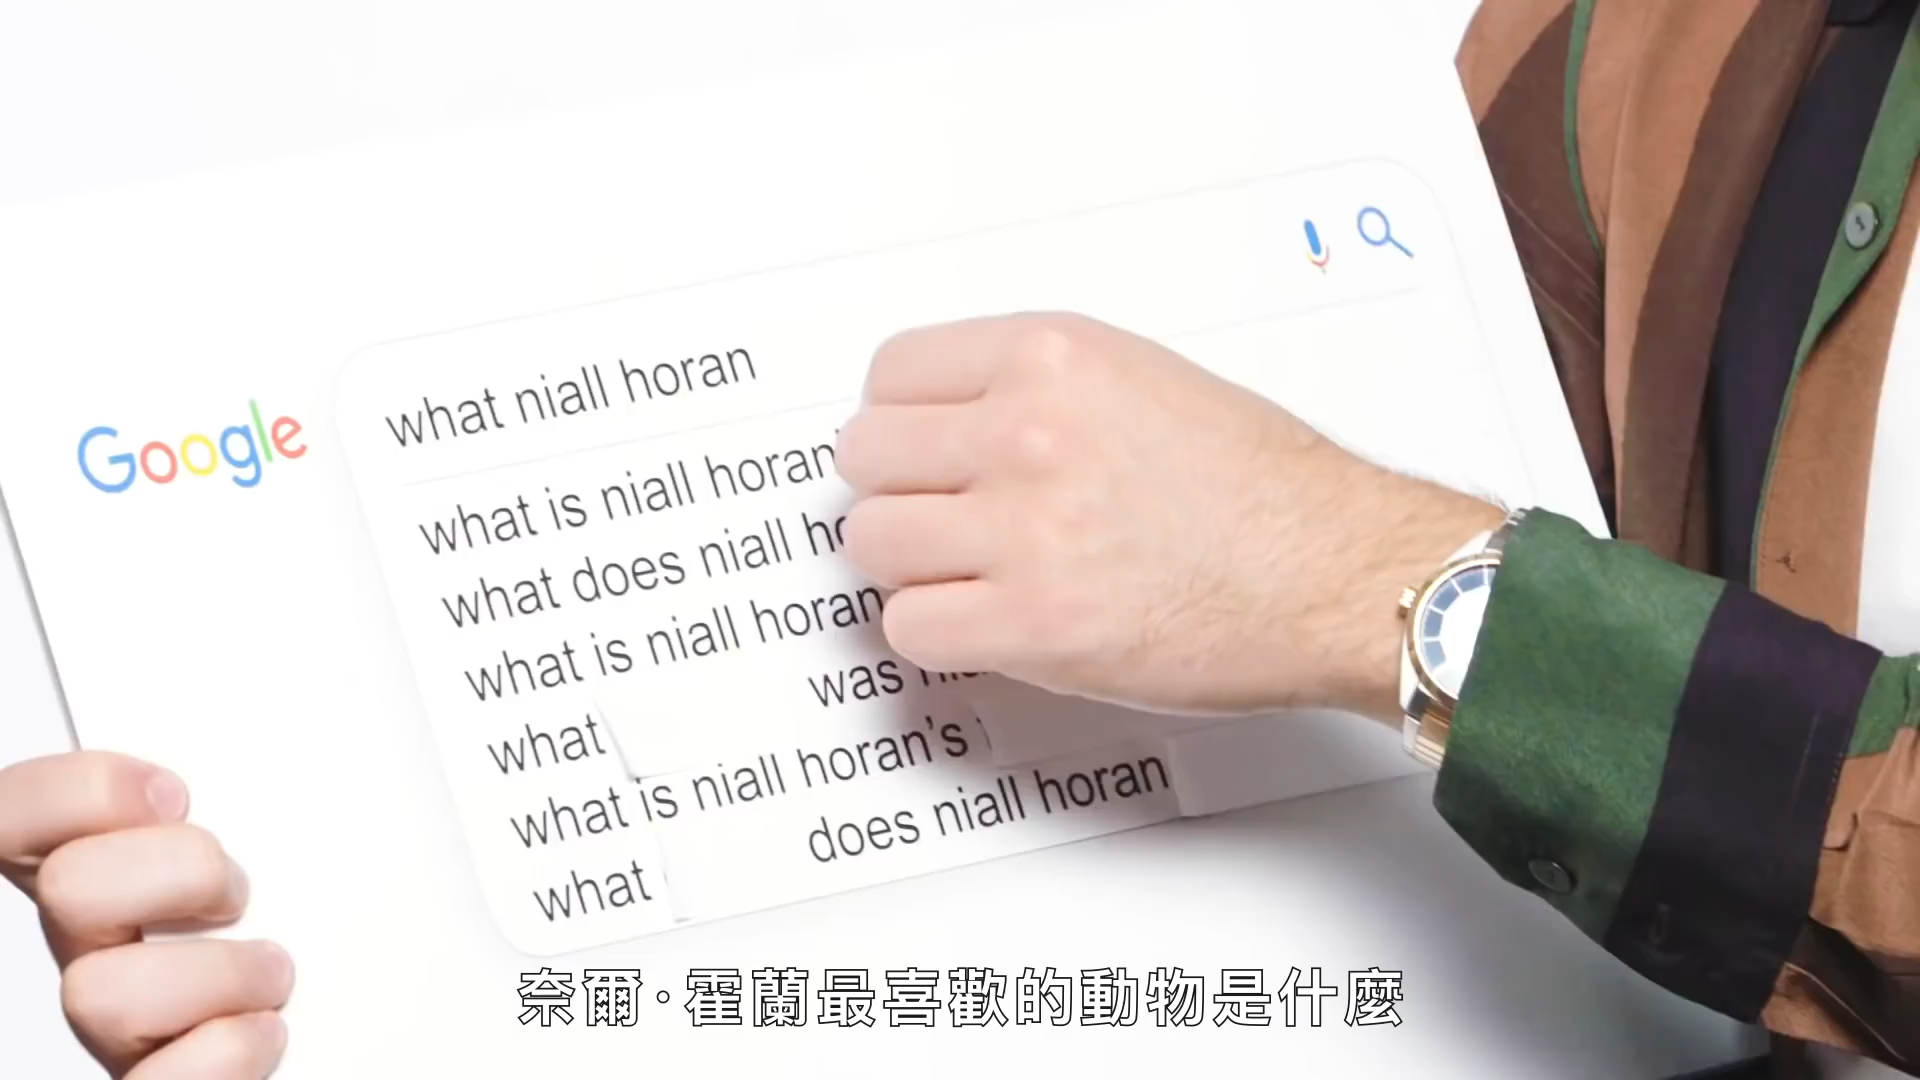 Google
what niall horan
what is niall horan
what does niall
what is niall horan
what was
what is niall horan's
what does niall horan
奈爾·霍蘭最喜歡的動物是什麼